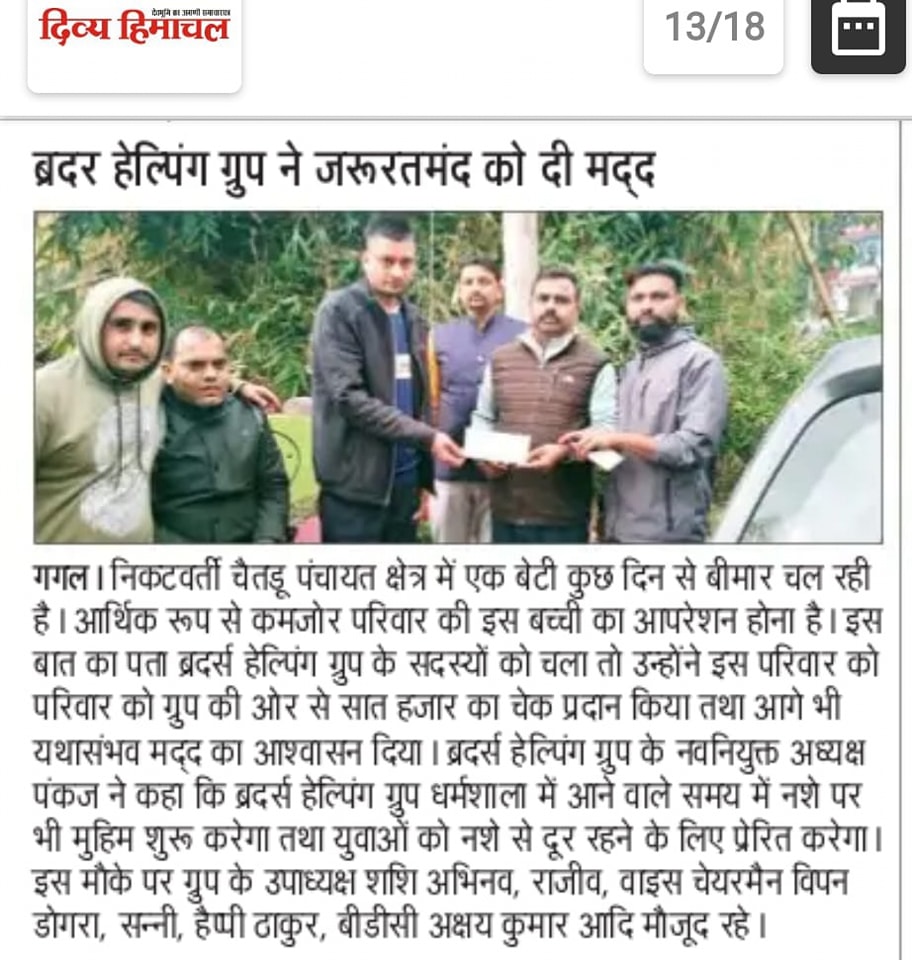 देवभूमि का अग्रणी समाचारपत्र
दिव्य हिमाचल
13/18
ब्रदर हेल्पिंग ग्रुप ने जरूरतमंद को दी मद्द
गगल। निकटवर्ती चैतडू पंचायत क्षेत्र में एक बेटी कुछ दिन से बीमार चल रही
है। आर्थिक रूप से कमजोर परिवार की इस बच्ची का आपरेशन होना है। इस
बात का पता ब्रदर्स हेल्पिंग ग्रुप के सदस्यों को चला तो उन्होंने इस परिवार को
परिवार को ग्रुप की ओर से सात हजार का चेक प्रदान किया तथा आगे भी
यथासंभव मद्द का आश्वासन दिया। ब्रदर्स हेल्पिंग ग्रुप के नवनियुक्त अध्यक्ष
पंकज ने कहा कि ब्रदर्स हेल्पिंग ग्रुप धर्मशाला में आने वाले समय में नशे पर
भी मुहिम शुरू करेगा तथा युवाओं को नशे से दूर रहने के लिए प्रेरित करेगा।
इस मौके पर ग्रुप के उपाध्यक्ष शशि अभिनव, राजीव, वाइस चेयरमैन विपन
डोगरा, सन्नी, हैप्पी ठाकुर, बीडीसी अक्षय कुमार आदि मौजूद रहे।